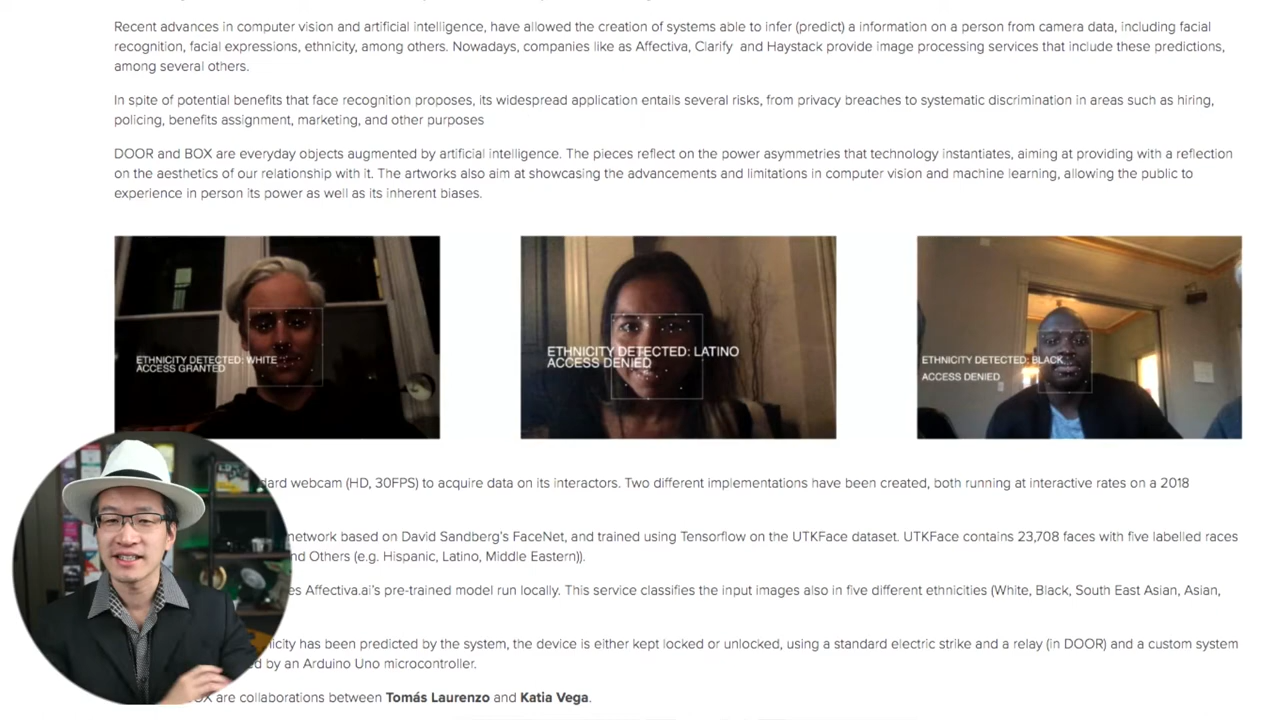 Recent advances in computer vision and artificial intelligence, have allowed the creation of systems able to infer (predict) a information on a person from camera data, including facial
recognition, facial expressions, ethnicity, among others. Nowadays, companies like as Affectiva, Clarify and Haystack provide image processing services that include these predictions,
among several others.
In spite of potential benefits that face recognition proposes, its widespread application entails several risks, from privacy breaches to systematic discrimination in areas such as hiring,
policing, benefits assignment, marketing, and other purposes
DOOR and BOX are everyday objects augmented by artificial intelligence. The pieces reflect on the power asymmetries that technology instantiates, aiming at providing with a reflection
on the aesthetics of our relationship with it. The artworks also aim at showcasing the advancements and limitations in computer vision and machine learning, allowing the public to
experience in person its power as well as its inherent biases.
ETHNICITY DETECTED: WHITE
ACCESS GRANTED
ETHNICITY DETECTED: LATINO
ACCESS DENIED
ETHNICITY DETECTED: BLACK
ACCESS DENIED
webcam (HD, 30FPS) to acquire data on its interactors. Two different implementations have been created, both running at interactive rates on a 2018
network based on David Sandberg's FaceNet, and trained using Tensorflow on the UTKFace dataset. UTKFace contains 23,708 faces with five labelled races
Others (e.g. Hispanic, Latino, Middle Eastern)).
Affectiva.ai's pre-trained model run locally. This service classifies the input images also in five different ethnicities (White, Black, South East Asian, Asian,
has been predicted by the system, the device is either kept locked or unlocked, using a standard electric strike and a relay (in DOOR) and a custom system
by an Arduino Uno microcontroller.
are collaborations between Tomás Laurenzo and Katia Vega.